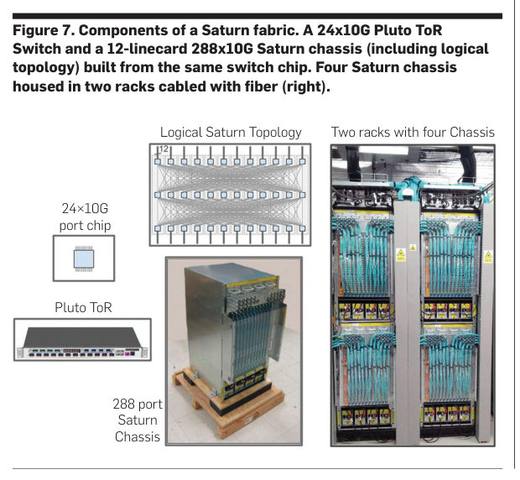 Figure 7. Components of a Saturn fabric. A 24x10G Pluto ToR
Switch and a 12-linecard 288x10G Saturn chassis (including logical
topology) built from the same switch chip. Four Saturn chassis
housed in two racks cabled with fiber (right).
Logical Saturn Topology
Two racks with four Chassis
12
24×10G
port chip
Pluto ToR
288 port
Saturn
Chassis